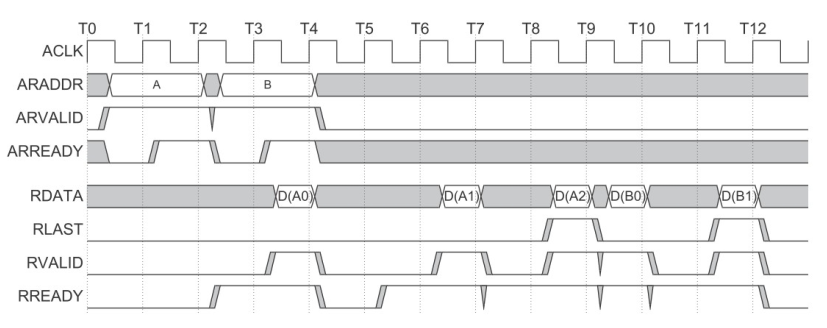 T0 T1 T2 T3 T4 T5 T6 T7 T8 T9 T10 T11 T12
ACLK
ARADDR A B
ARVALID
ARREADY
RDATA D(A0) D(A1) D(A2) D(B0) D(B1)
RLAST
RVALID
RREADY